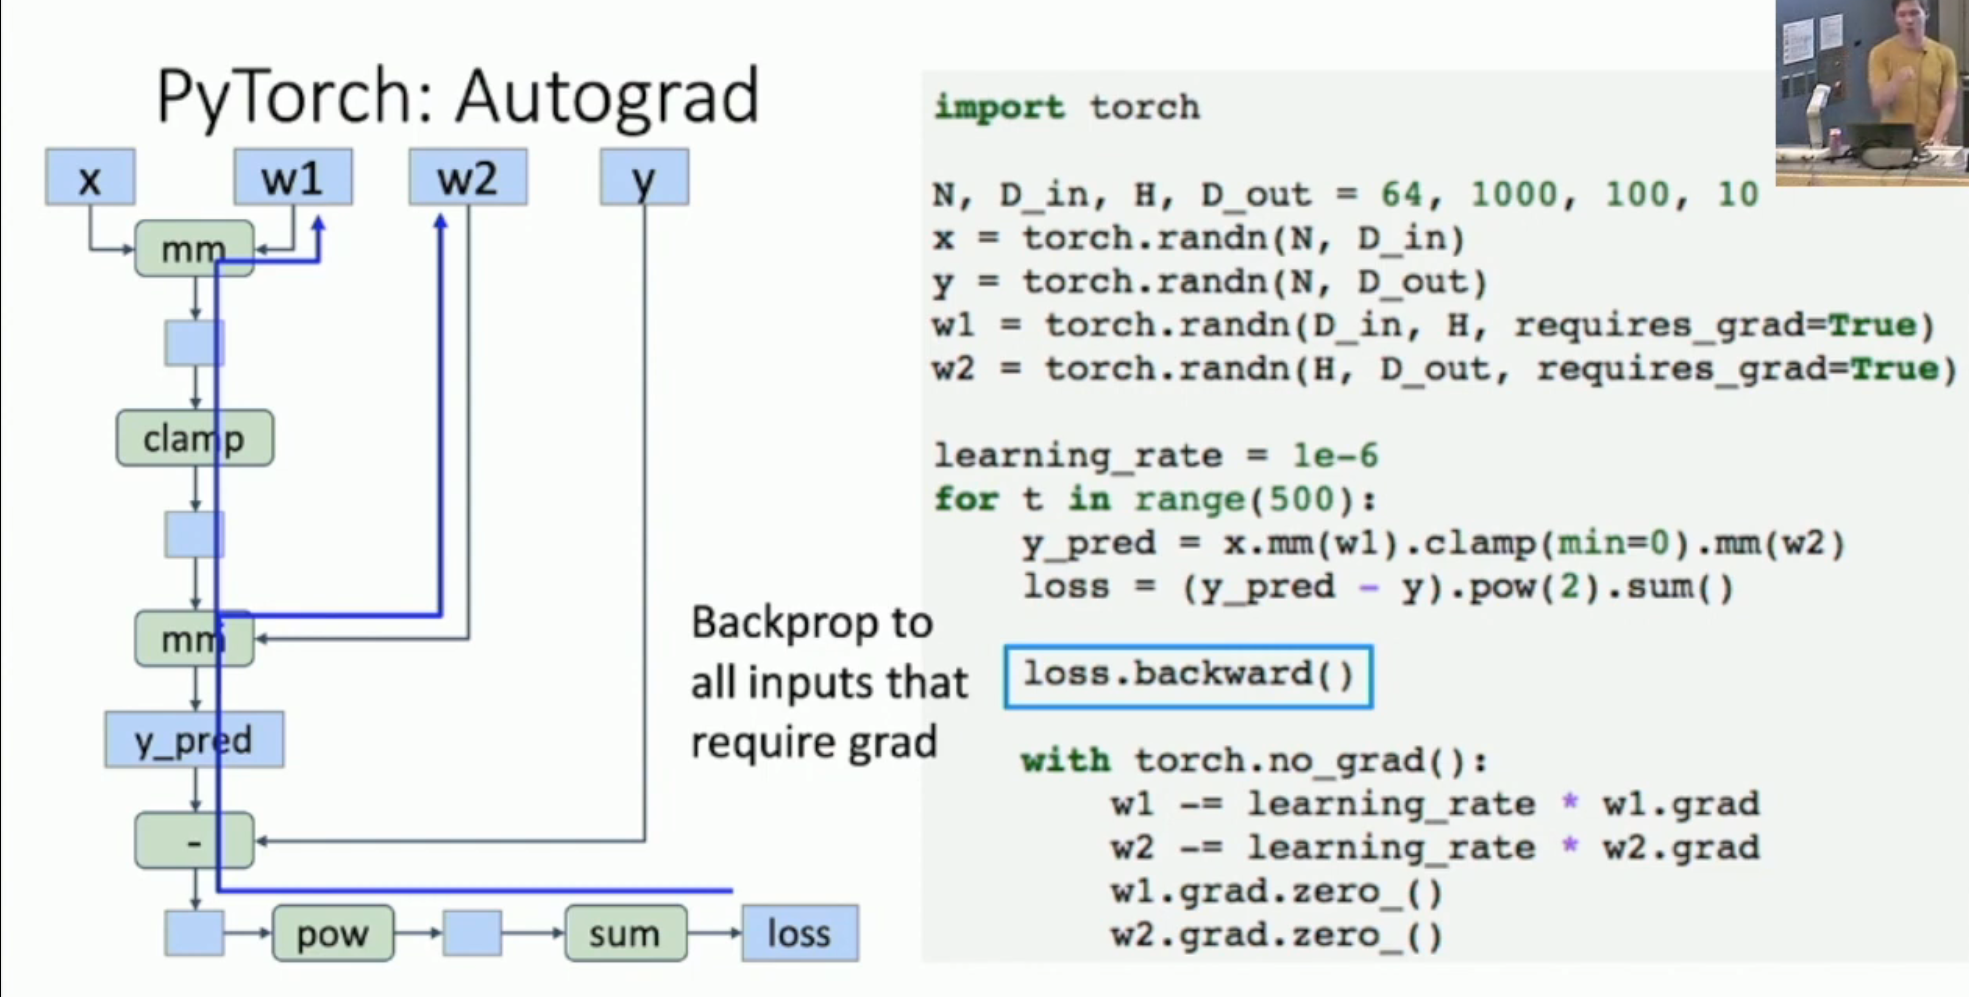 PyTorch: Autograd
x
w1
w2
y
mm
clamp
mm
y_pred
-
pow
sum
loss
Backprop to
all inputs that
require grad
import torch
N, D_in, H, D_out = 64, 1000, 100, 10
x = torch.randn(N, D_in)
y = torch.randn(N, D_out)
w1 = torch.randn(D_in, H, requires_grad=True)
w2 = torch.randn(H, D_out, requires_grad=True)
learning_rate = 1e-6
for t in range(500):
    y_pred = x.mm(w1).clamp(min=0).mm(w2)
    loss = (y_pred - y).pow(2).sum()
    loss.backward()
    with torch.no_grad():
        w1 -= learning_rate * w1.grad
        w2 -= learning_rate * w2.grad
        w1.grad.zero_()
        w2.grad.zero_()